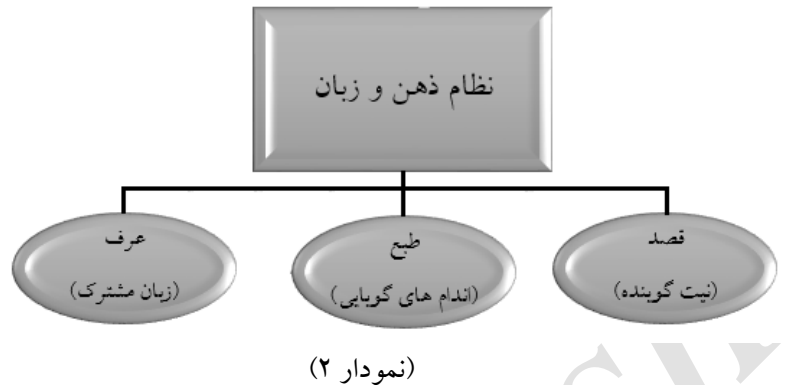 نظام ذهن و زبان
قصد
(نیت گوینده)
طبع
(اندام های گویایی)
عرف
(زبان مشترک)
(نمودار ۲)